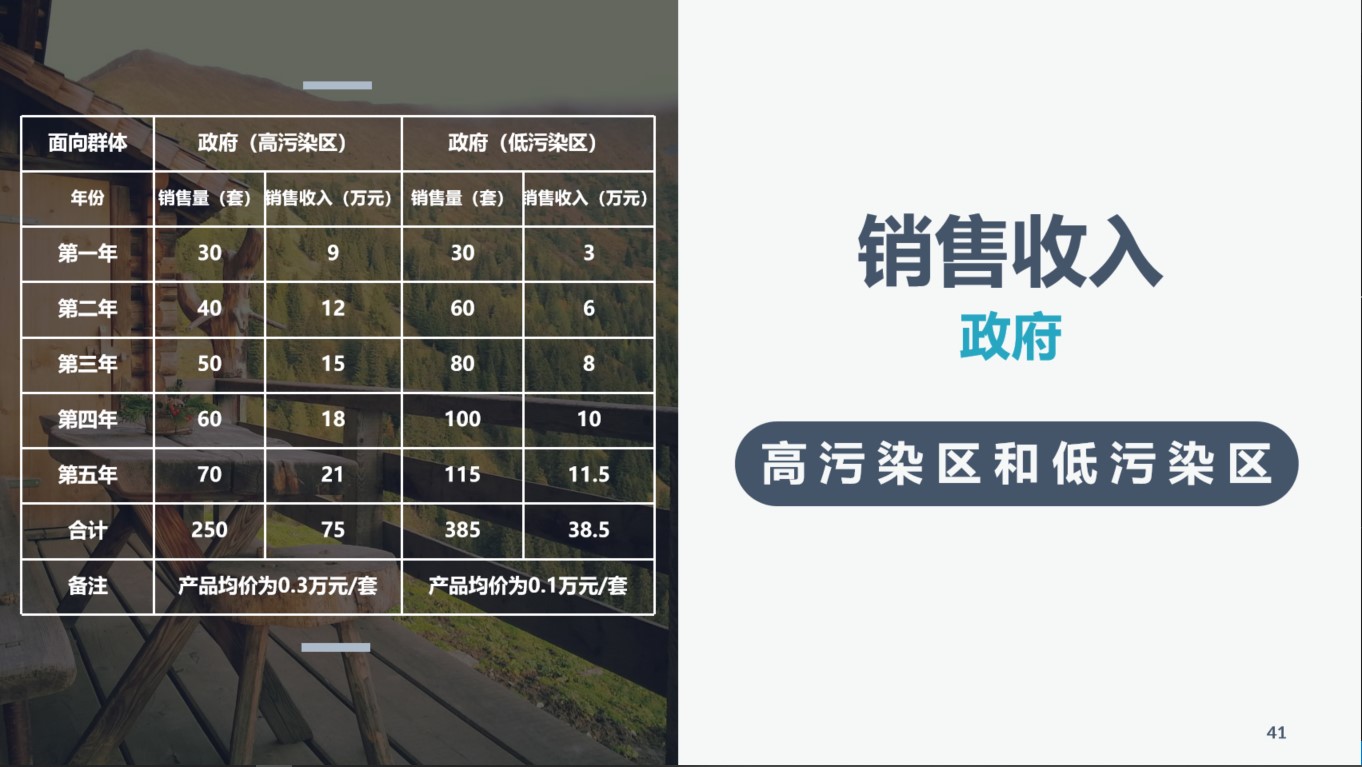 面向群体 政府（高污染区） 政府（低污染区）
年份 销售量（套） 销售收入（万元） 销售量（套） 销售收入（万元）
第一年 30 9 30 3
第二年 40 12 60 6
第三年 50 15 80 8
第四年 60 18 100 10
第五年 70 21 115 11.5
合计 250 75 385 38.5
备注 产品均价为0.3万元/套 产品均价为0.1万元/套
销售收入
政府
高污染区和低污染区
41